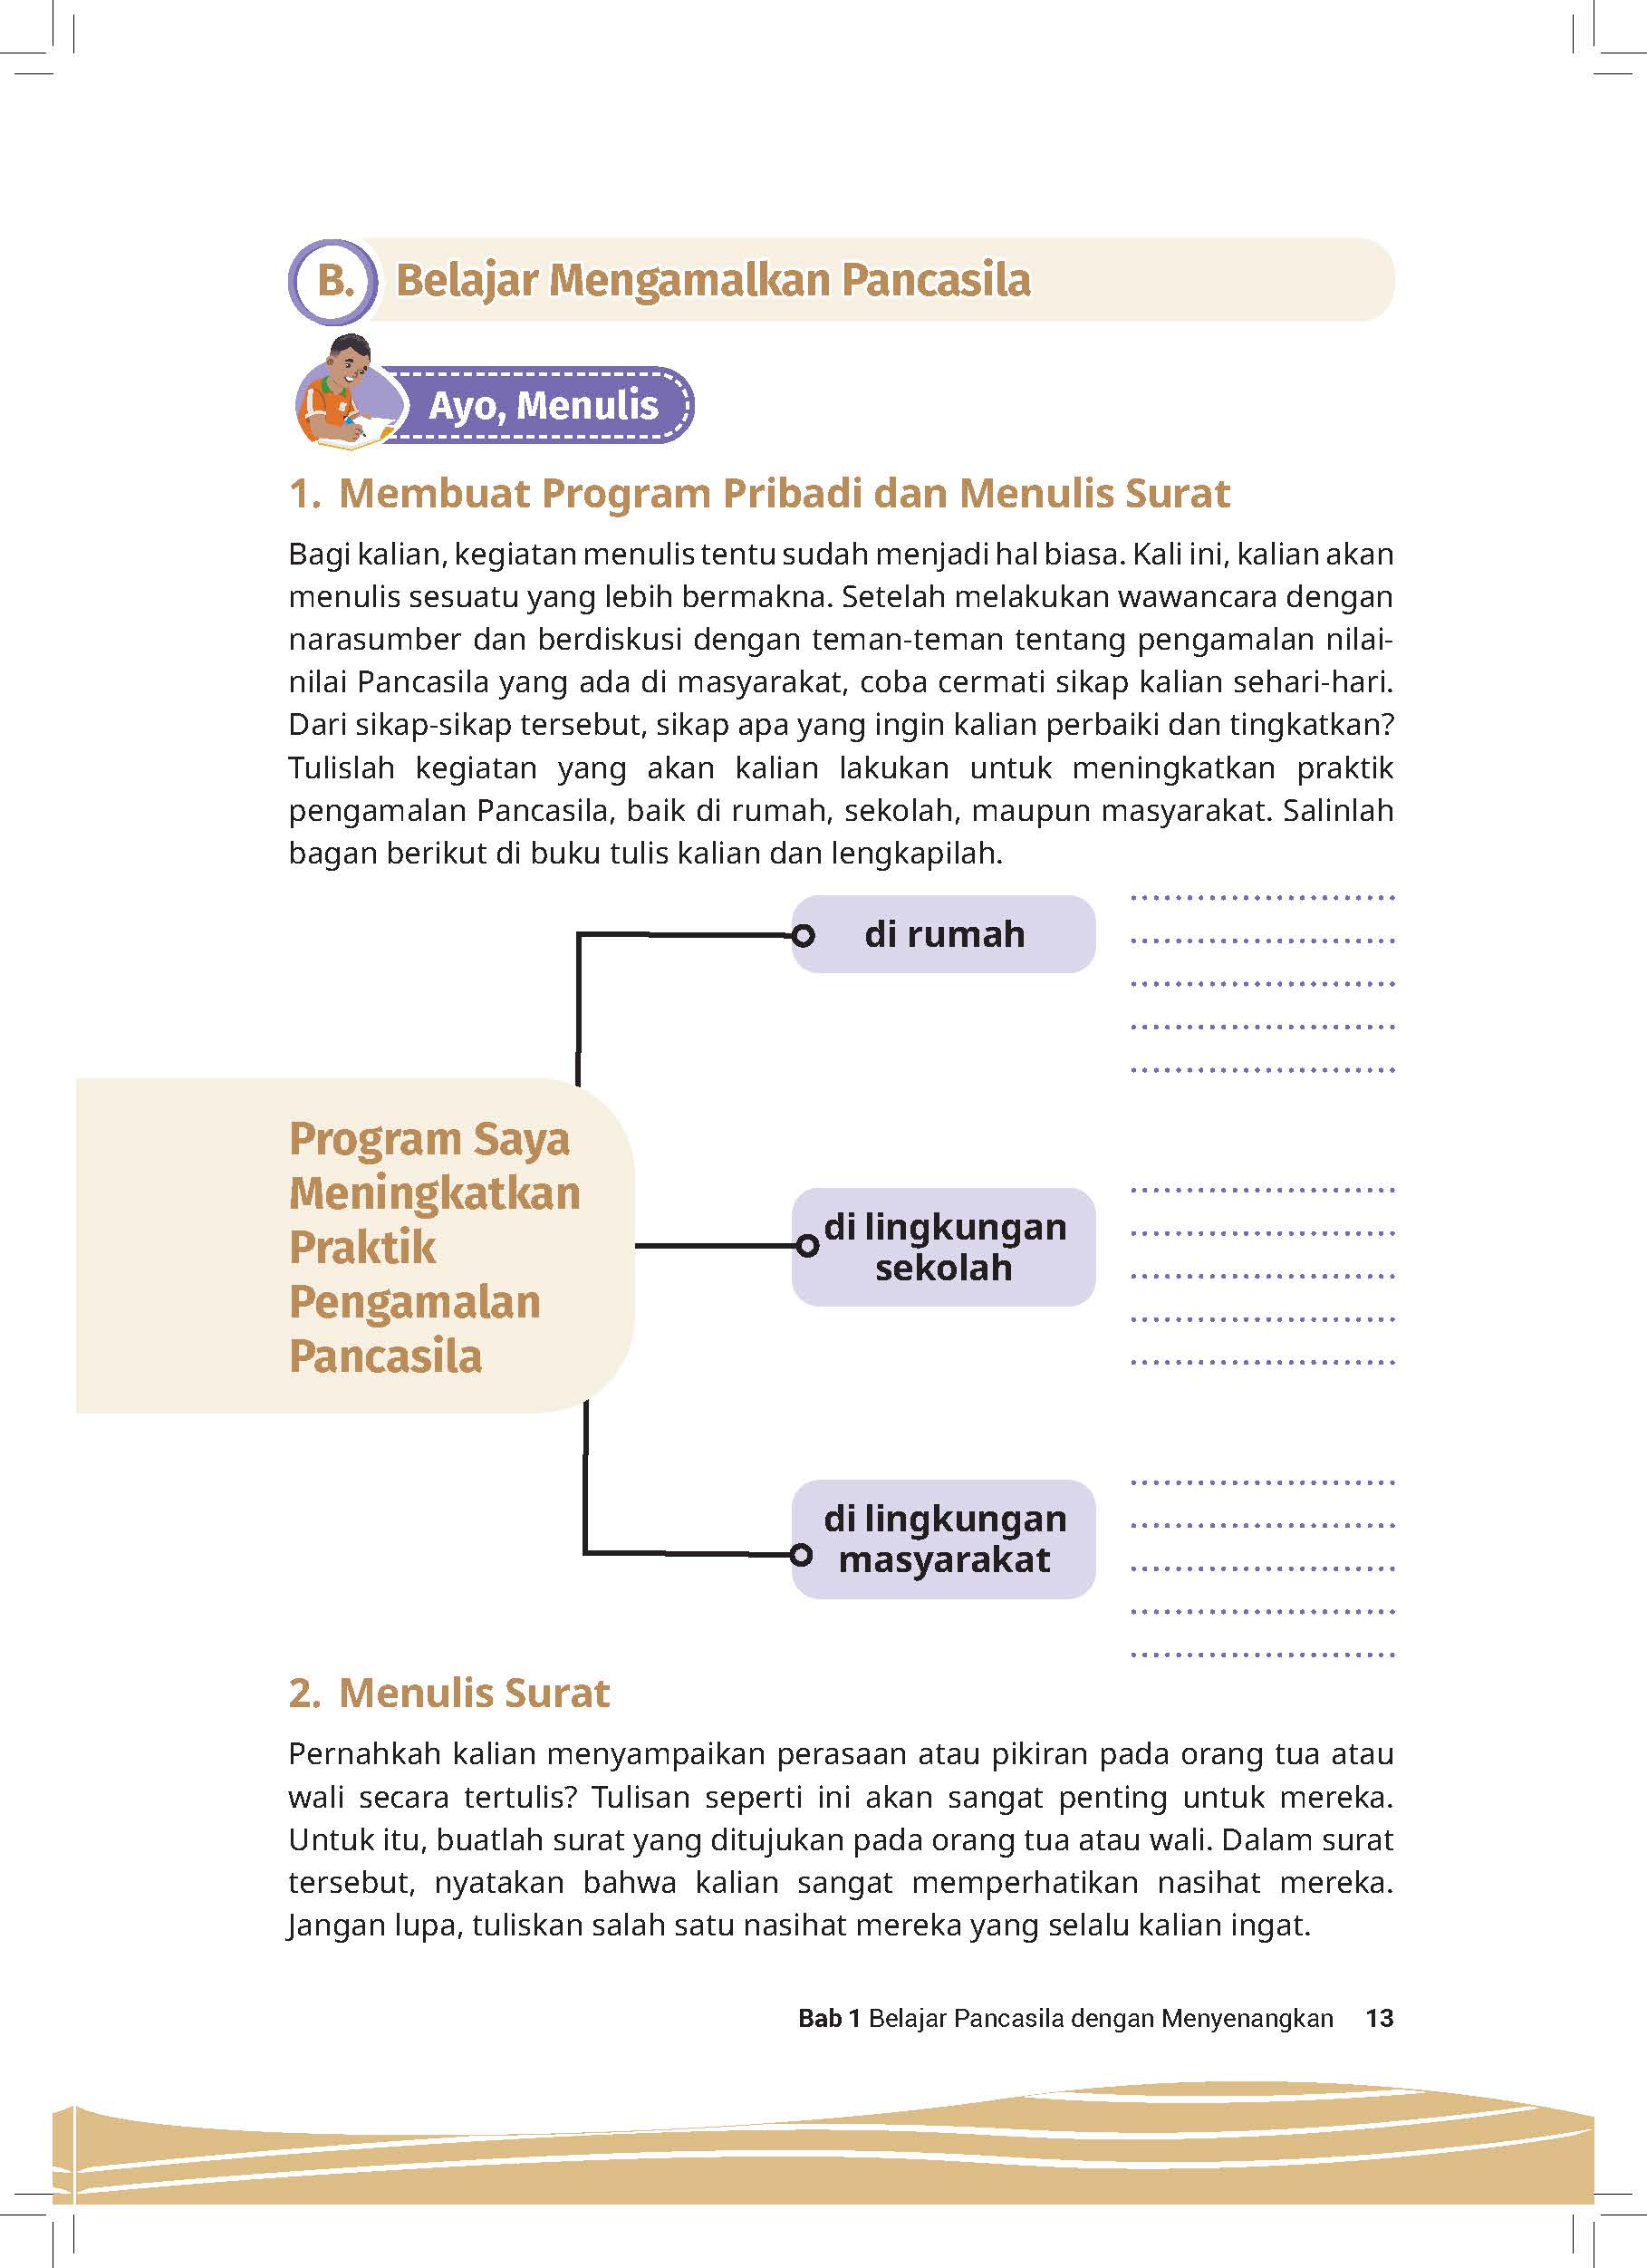 B. Belajar Mengamalkan Pancasila
Ayo, Menulis
1. Membuat Program Pribadi dan Menulis Surat
Bagi kalian, kegiatan menulis tentu sudah menjadi hal biasa. Kali ini, kalian akan
menulis sesuatu yang lebih bermakna. Setelah melakukan wawancara dengan
narasumber dan berdiskusi dengan teman-teman tentang pengamalan nilai-
nilai Pancasila yang ada di masyarakat, coba cermati sikap kalian sehari-hari.
Dari sikap-sikap tersebut, sikap apa yang ingin kalian perbaiki dan tingkatkan?
Tulislah kegiatan yang akan kalian lakukan untuk meningkatkan praktik
pengamalan Pancasila, baik di rumah, sekolah, maupun masyarakat. Salinlah
bagan berikut di buku tulis kalian dan lengkapilah.
Program Saya
Meningkatkan
Praktik
Pengamalan
Pancasila
di rumah
di lingkungan
sekolah
di lingkungan
masyarakat
2. Menulis Surat
Pernahkah kalian menyampaikan perasaan atau pikiran pada orang tua atau
wali secara tertulis? Tulisan seperti ini akan sangat penting untuk mereka.
Untuk itu, buatlah surat yang ditujukan pada orang tua atau wali. Dalam surat
tersebut, nyatakan bahwa kalian sangat memperhatikan nasihat mereka.
Jangan lupa, tuliskan salah satu nasihat mereka yang selalu kalian ingat.
Bab 1 Belajar Pancasila dengan Menyenangkan 13